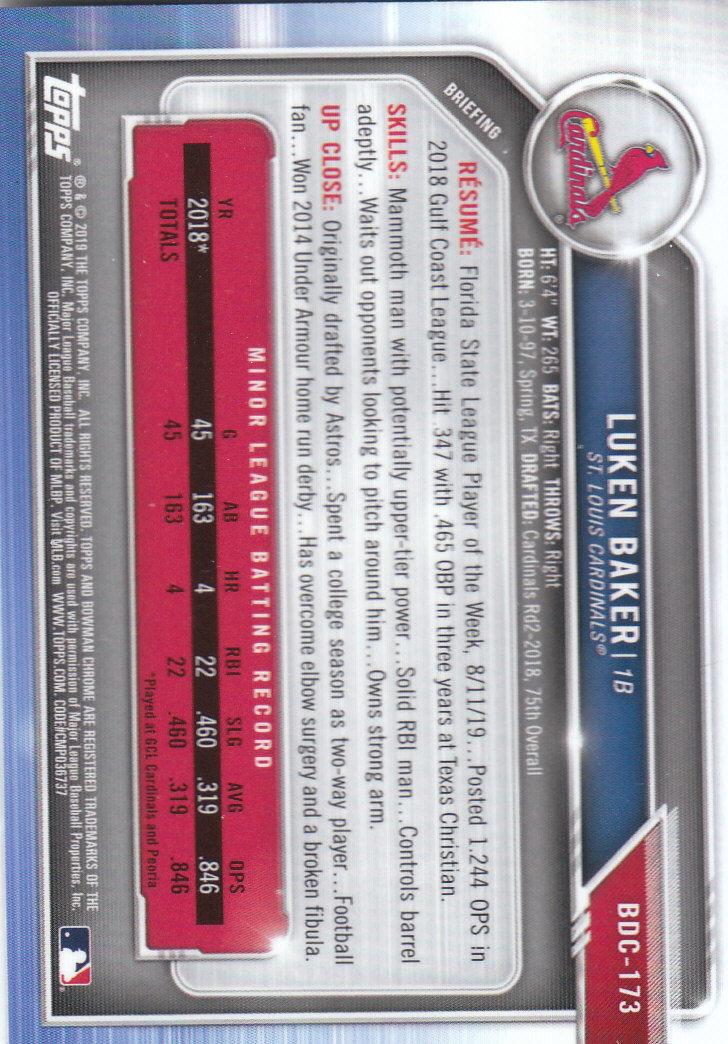 BDC-173
LUKEN BAKER | 1B
ST. LOUIS CARDINALS®
Cardinals
®
HT: 6'4" WT: 265 BATS: Right THROWS: Right
BORN: 3-10-97, Spring, TX DRAFTED: Cardinals Rd2-2018, 75th Overall
BRIEFING
RÉSUMÉ: Florida State League Player of the Week, 8/11/19...Posted 1.244 OPS in
2018 Gulf Coast League...Hit .347 with .465 OBP in three years at Texas Christian.
SKILLS: Mammoth man with potentially upper-tier power...Solid RBI man...Controls barrel
adeptly...Waits out opponents looking to pitch around him...Owns strong arm.
UP CLOSE: Originally drafted by Astros...Spent a college season as two-way player...Football
fan...Won 2014 Under Armour home run derby...Has overcome elbow surgery and a broken fibula.
MINOR LEAGUE BATTING RECORD
YR G AB HR RBI SLG AVG OPS
2018* 45 163 4 22 .460 .319 .846
TOTALS 45 163 4 22 .460 .319 .846
*Played at GCL Cardinals and Peoria
topps®
® & © 2019 THE TOPPS COMPANY, INC. ALL RIGHTS RESERVED. TOPPS AND BOWMAN CHROME ARE REGISTERED TRADEMARKS OF THE
TOPPS COMPANY, INC. Major League Baseball trademarks and copyrights are used with permission of Major League Baseball Properties, Inc.
OFFICIALLY LICENSED PRODUCT OF MLBP. Visit MLB.com WWW.TOPPS.COM. CODE#CMP036737